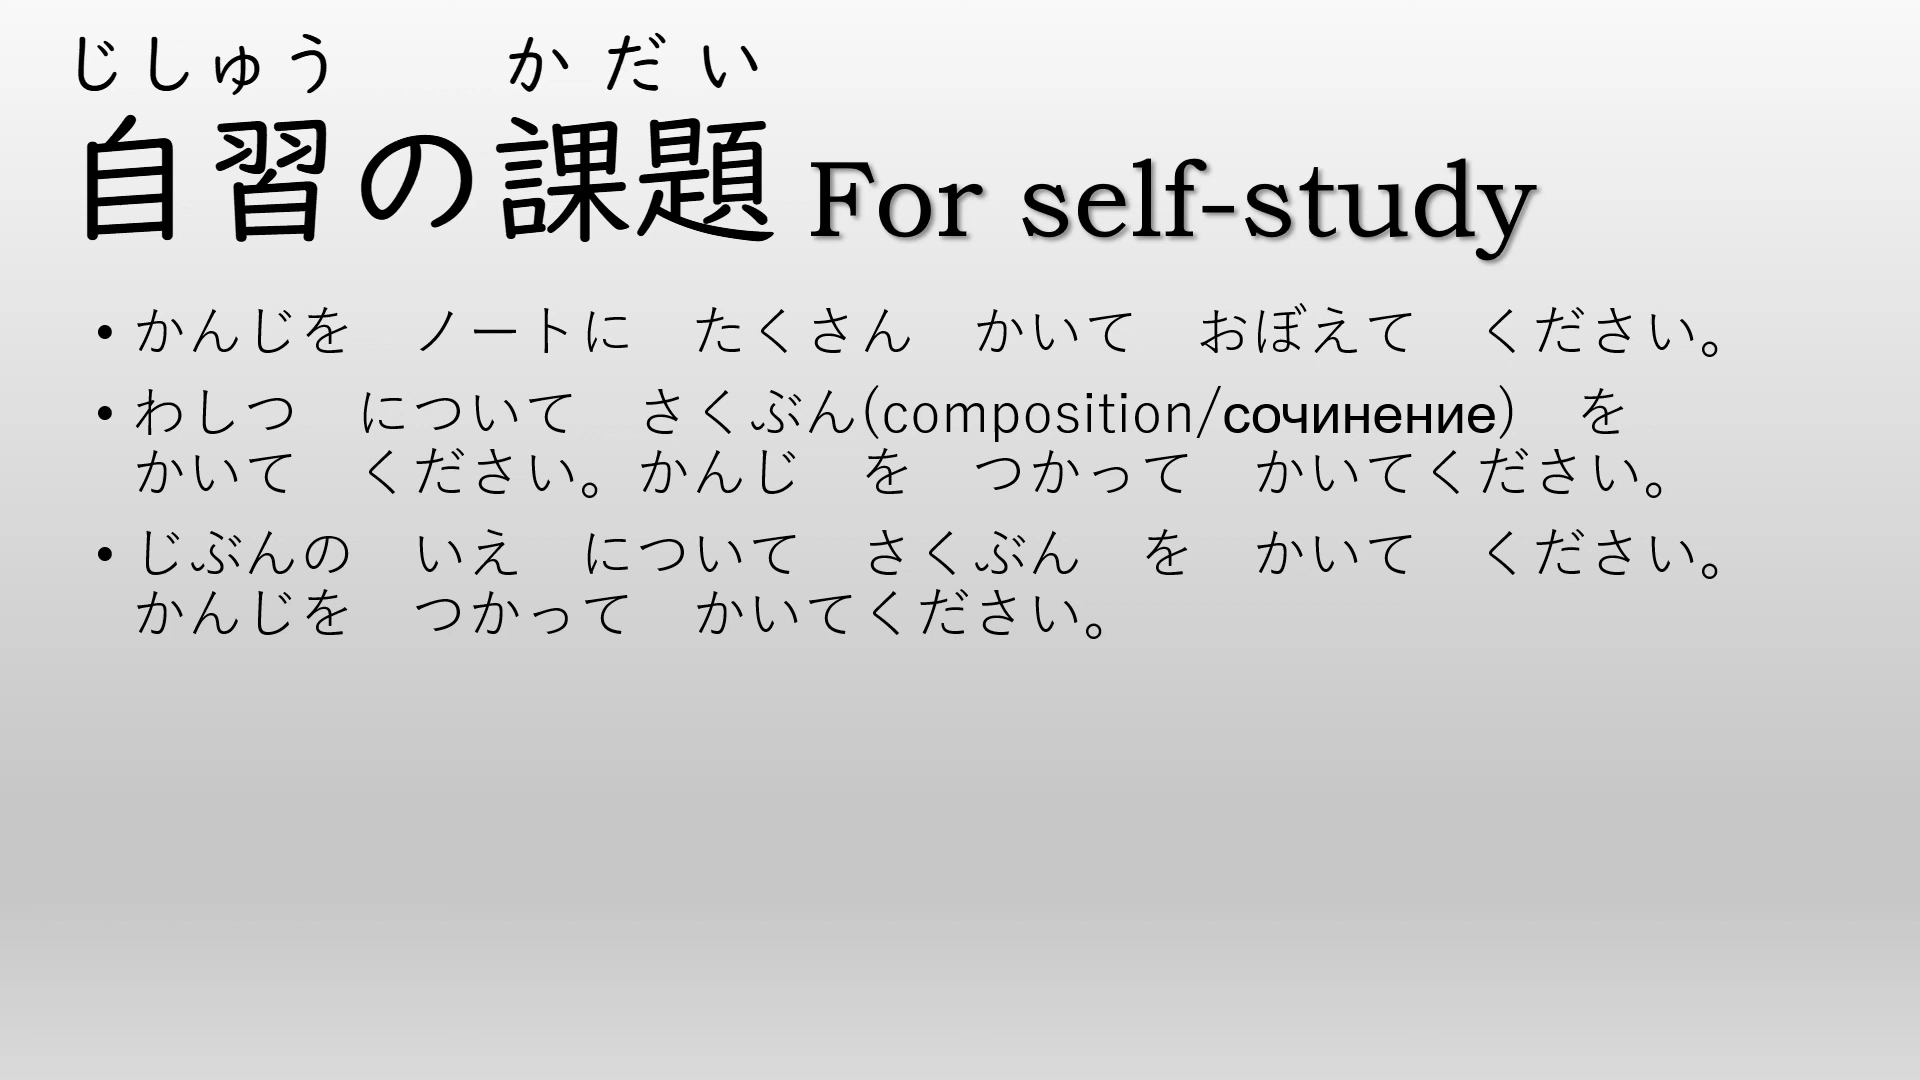 じしゅう　　かだい
自習の課題 For self-study
• かんじを　ノートに　たくさん　かいて　おぼえて　ください。
• わしつ　について　さくぶん(composition/сочинение)　を
かいて　ください。かんじ　を　つかって　かいてください。
• じぶんの　いえ　について　さくぶん　を　かいて　ください。
かんじを　つかって　かいてください。